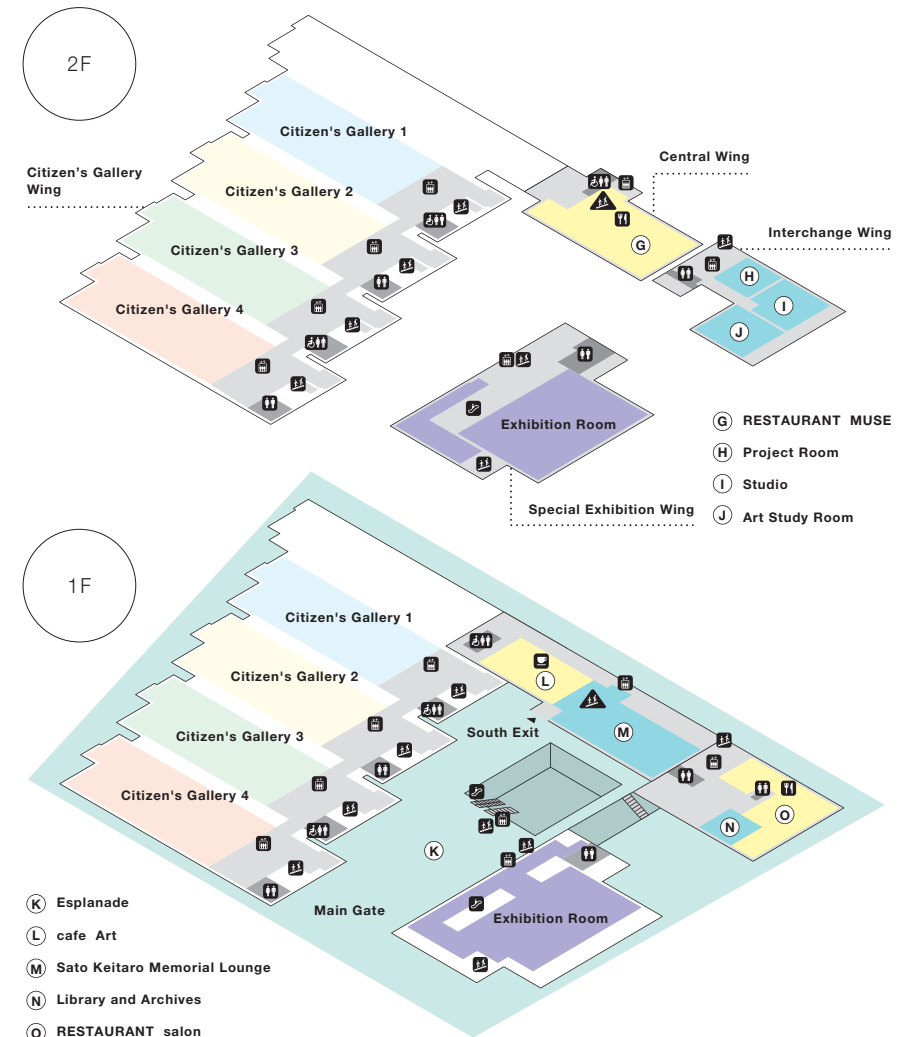 2F
Citizen's Gallery 1
Central Wing
Citizen's Gallery
Wing
Citizen's Gallery 2
Interchange Wing
G
Citizen's Gallery 3
H
I
Citizen's Gallery 4
J
Exhibition Room
G RESTAURANT MUSE
H Project Room
I Studio
J Art Study Room
Special Exhibition Wing
1F
Citizen's Gallery 1
Citizen's Gallery 2
L
South Exit
M
Citizen's Gallery 3
Citizen's Gallery 4
O
N
K
Main Gate
Exhibition Room
K Esplanade
L cafe Art
M Sato Keitaro Memorial Lounge
N Library and Archives
O RESTAURANT salon